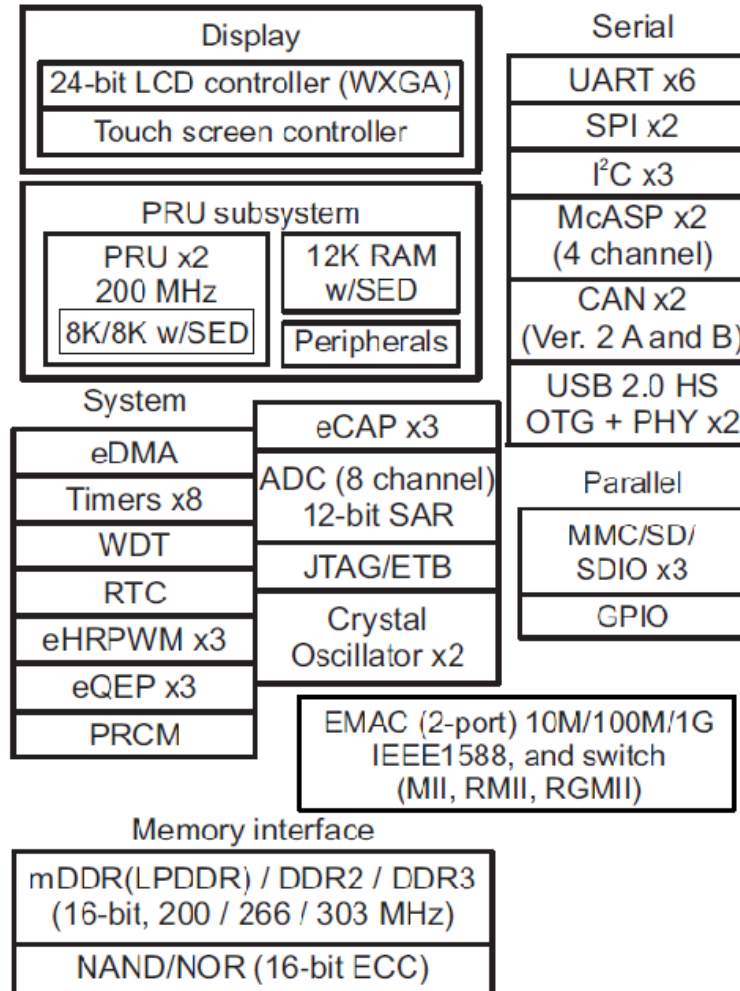 Display
24-bit LCD controller (WXGA)
Touch screen controller
PRU subsystem
PRU x2
200 MHz
8K/8K w/SED
12K RAM
w/SED
Peripherals
Serial
UART x6
SPI x2
I²C x3
McASP x2
(4 channel)
CAN x2
(Ver. 2 A and B)
USB 2.0 HS
OTG + PHY x2
System
eDMA
Timers x8
WDT
RTC
eHRPWM x3
eQEP x3
PRCM
eCAP x3
ADC (8 channel)
12-bit SAR
JTAG/ETB
Crystal
Oscillator x2
Parallel
MMC/SD/
SDIO x3
GPIO
EMAC (2-port) 10M/100M/1G
IEEE1588, and switch
(MII, RMII, RGMII)
Memory interface
mDDR(LPDDR) / DDR2 / DDR3
(16-bit, 200 / 266 / 303 MHz)
NAND/NOR (16-bit ECC)